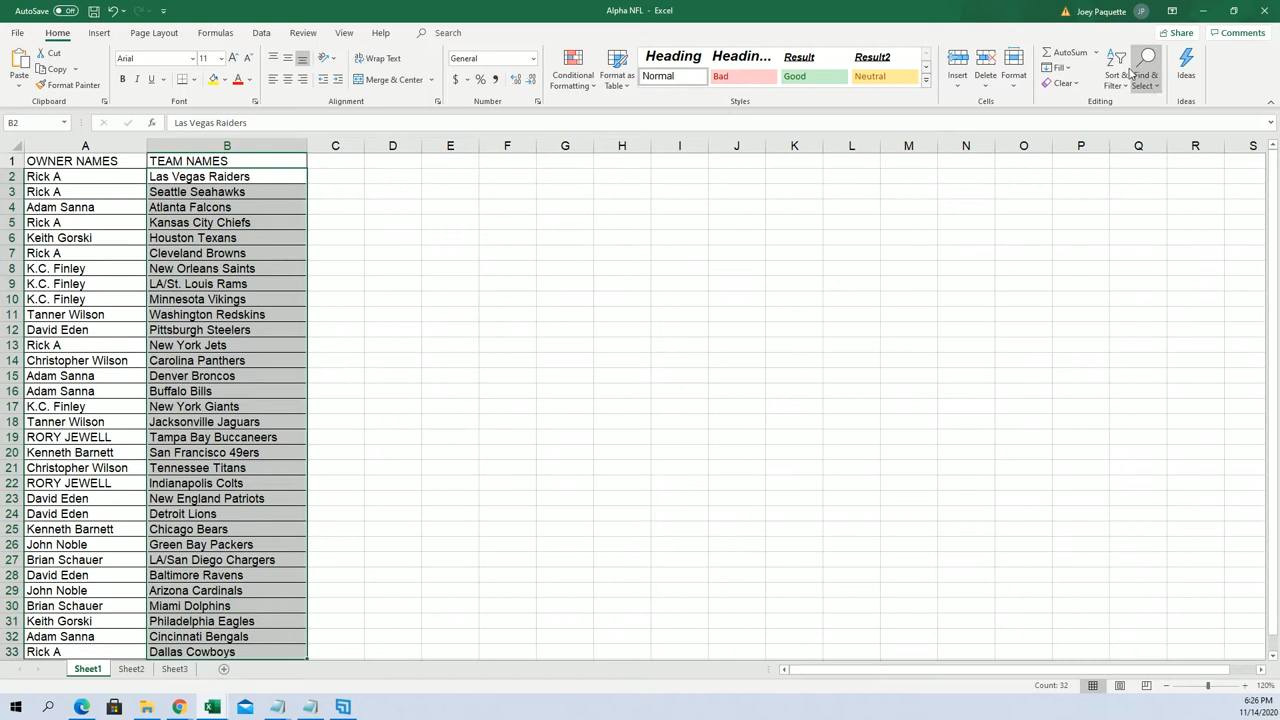 AutoSave Off
Alpha NFL - Excel
Joey Paquette JP
File Home Insert Page Layout Formulas Data Review View Help Search
Share Comments
Paste
Cut
Copy
Format Painter
Clipboard
Arial 11
B I U
Font
Wrap Text
Merge & Center
Alignment
General
$ % ,
Number
Conditional Formatting
Format as Table
Heading Headin... Result Result2
Normal Bad Good Neutral
Styles
Insert Delete Format
Cells
AutoSum
Fill
Clear
Sort & Filter
Find & Select
Editing
Ideas
Ideas
B2 Las Vegas Raiders
A B C D E F G H I J K L M N O P Q R S
1 OWNER NAMES TEAM NAMES
2 Rick A Las Vegas Raiders
3 Rick A Seattle Seahawks
4 Adam Sanna Atlanta Falcons
5 Rick A Kansas City Chiefs
6 Keith Gorski Houston Texans
7 Rick A Cleveland Browns
8 K.C. Finley New Orleans Saints
9 K.C. Finley LA/St. Louis Rams
10 K.C. Finley Minnesota Vikings
11 Tanner Wilson Washington Redskins
12 David Eden Pittsburgh Steelers
13 Rick A New York Jets
14 Christopher Wilson Carolina Panthers
15 Adam Sanna Denver Broncos
16 Adam Sanna Buffalo Bills
17 K.C. Finley New York Giants
18 Tanner Wilson Jacksonville Jaguars
19 RORY JEWELL Tampa Bay Buccaneers
20 Kenneth Barnett San Francisco 49ers
21 Christopher Wilson Tennessee Titans
22 RORY JEWELL Indianapolis Colts
23 David Eden New England Patriots
24 David Eden Detroit Lions
25 Kenneth Barnett Chicago Bears
26 John Noble Green Bay Packers
27 Brian Schauer LA/San Diego Chargers
28 David Eden Baltimore Ravens
29 John Noble Arizona Cardinals
30 Brian Schauer Miami Dolphins
31 Keith Gorski Philadelphia Eagles
32 Adam Sanna Cincinnati Bengals
33 Rick A Dallas Cowboys
Sheet1 Sheet2 Sheet3
Count: 32 120%
6:26 PM
11/14/2020